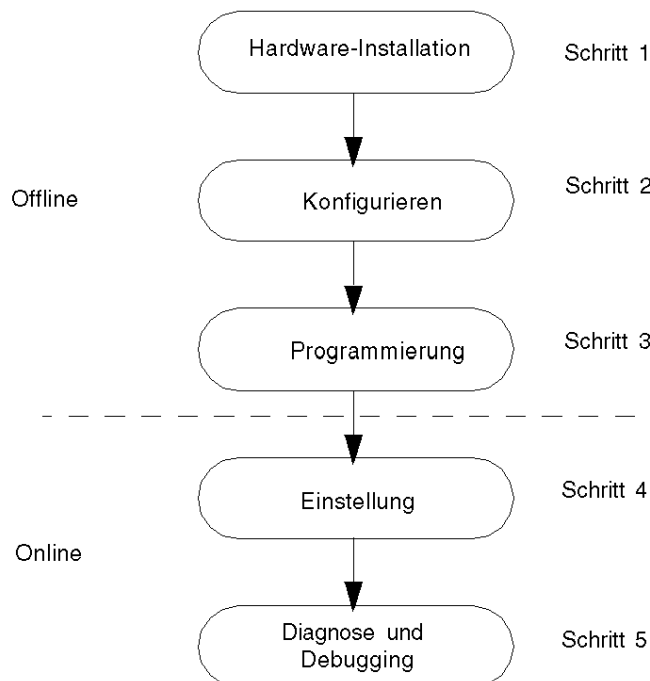 Hardware-Installation
Schritt 1
Offline
Konfigurieren
Schritt 2
Programmierung
Schritt 3
Einstellung
Schritt 4
Online
Diagnose und
Debugging
Schritt 5